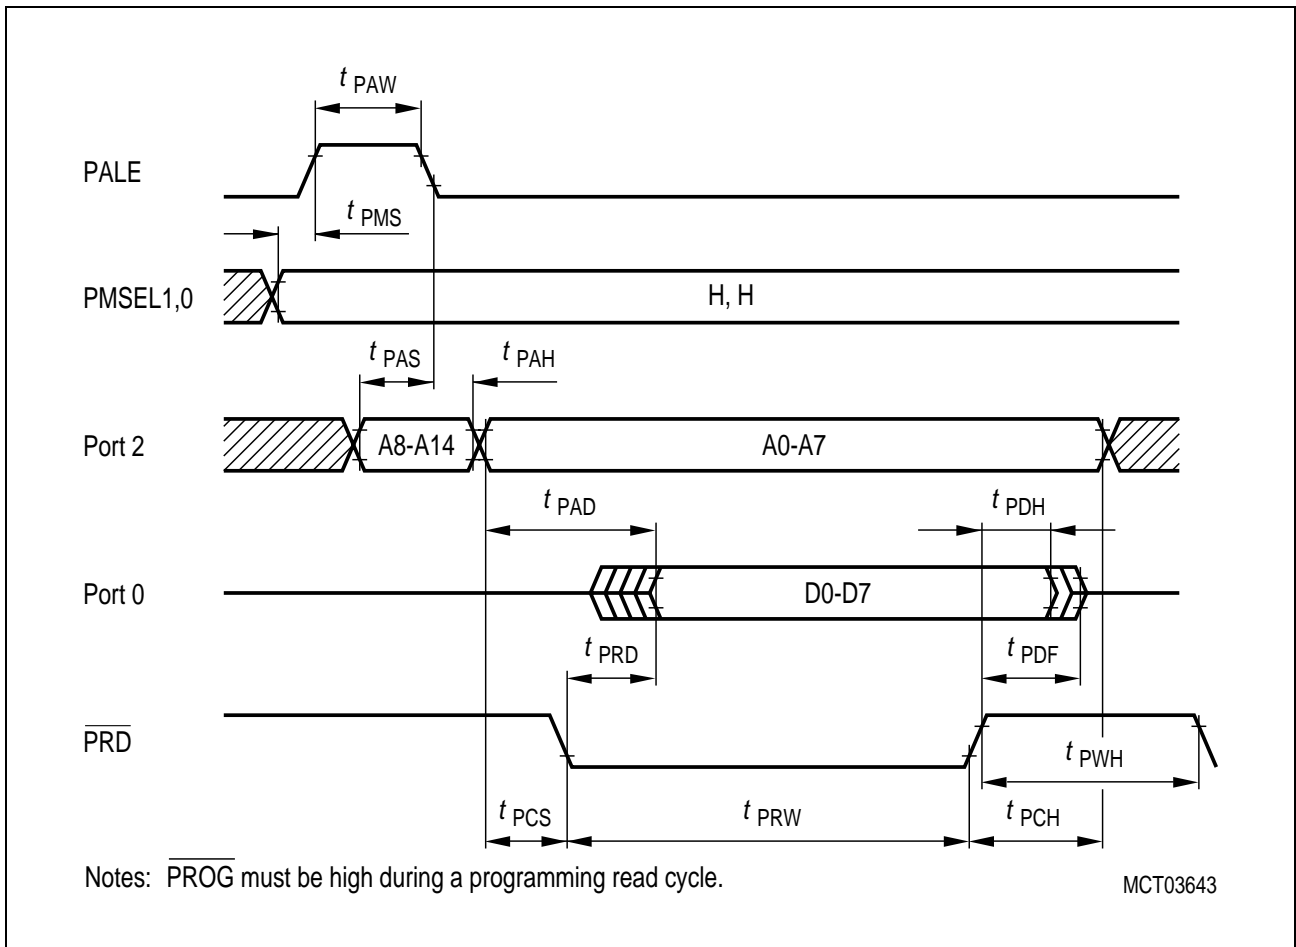 t PAW
PALE
t PMS
PMSEL1,0
H, H
t PAS
t PAH
Port 2
A8-A14
A0-A7
t PAD
t PDH
Port 0
D0-D7
t PRD
t PDF
PRD
t PWH
t PCS
t PRW
t PCH
Notes: PROG must be high during a programming read cycle.
MCT03643